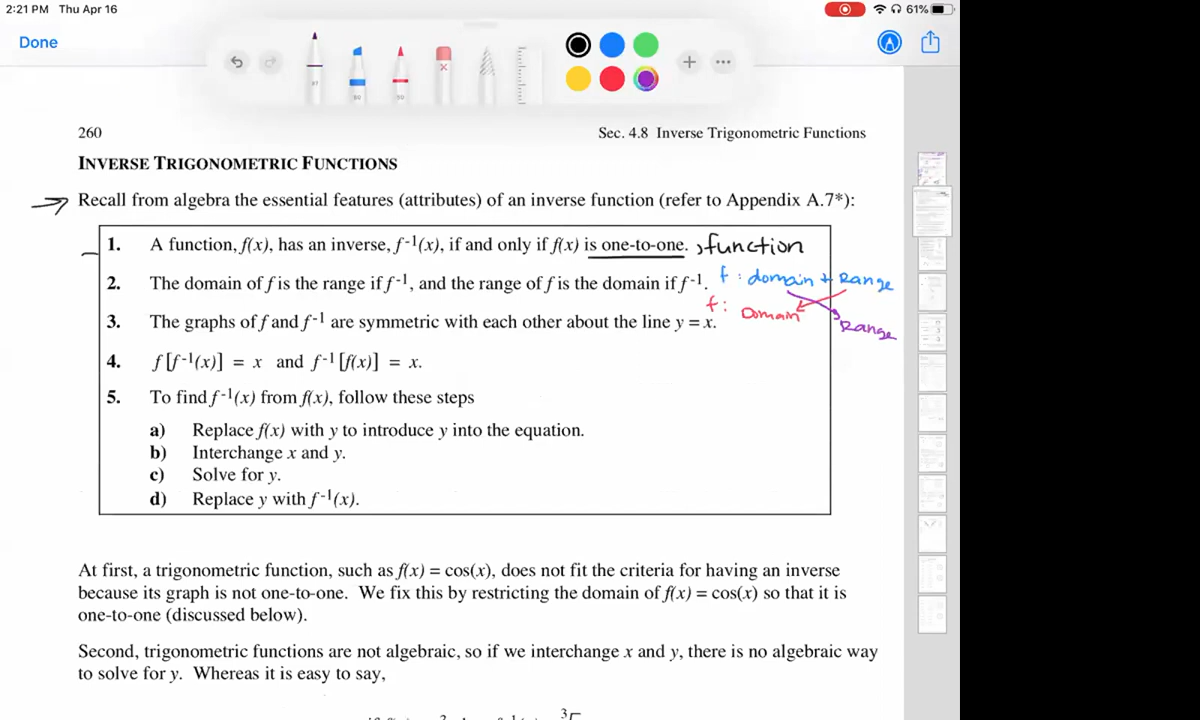 2:21 PM Thu Apr 16
61%
Done
260
Sec. 4.8 Inverse Trigonometric Functions
INVERSE TRIGONOMETRIC FUNCTIONS
Recall from algebra the essential features (attributes) of an inverse function (refer to Appendix A.7*):
1. A function, f(x), has an inverse, f⁻¹(x), if and only if f(x) is one-to-one. function
2. The domain of f is the range if f⁻¹, and the range of f is the domain if f⁻¹. f: domain + Range
f: Domain
3. The graphs of f and f⁻¹ are symmetric with each other about the line y = x.
Range
4. f [f⁻¹(x)] = x and f⁻¹ [f(x)] = x.
5. To find f⁻¹(x) from f(x), follow these steps
a) Replace f(x) with y to introduce y into the equation.
b) Interchange x and y.
c) Solve for y.
d) Replace y with f⁻¹(x).
At first, a trigonometric function, such as f(x) = cos(x), does not fit the criteria for having an inverse
because its graph is not one-to-one. We fix this by restricting the domain of f(x) = cos(x) so that it is
one-to-one (discussed below).
Second, trigonometric functions are not algebraic, so if we interchange x and y, there is no algebraic way
to solve for y. Whereas it is easy to say,